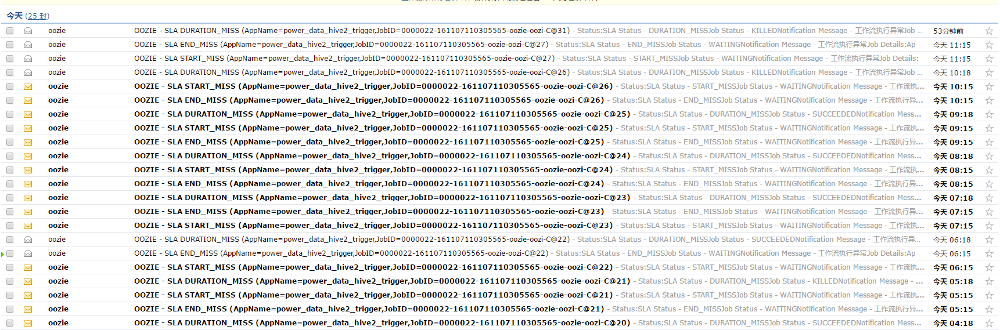 今天 (25 封)
oozie OOZIE - SLA DURATION_MISS (AppName=power_data_hive2_trigger,JobID=0000022-161107110305565-oozie-oozi-C@31) - Status:SLA Status - DURATION_MISSJob Status - KILLEDNotification Message - 工作流执行异常Job ... 53分钟前
oozie OOZIE - SLA END_MISS (AppName=power_data_hive2_trigger,JobID=0000022-161107110305565-oozie-oozi-C@27) - Status:SLA Status - END_MISSJob Status - WAITINGNotification Message - 工作流执行异常Job Details:Ap 今天 11:15
oozie OOZIE - SLA START_MISS (AppName=power_data_hive2_trigger,JobID=0000022-161107110305565-oozie-oozi-C@27) - Status:SLA Status - START_MISSJob Status - WAITINGNotification Message - 工作流执行异常Job Details: 今天 11:15
oozie OOZIE - SLA DURATION_MISS (AppName=power_data_hive2_trigger,JobID=0000022-161107110305565-oozie-oozi-C@26) - Status:SLA Status - DURATION_MISSJob Status - KILLEDNotification Message - 工作流执行异常Job ... 今天 10:18
oozie OOZIE - SLA START_MISS (AppName=power_data_hive2_trigger,JobID=0000022-161107110305565-oozie-oozi-C@26) - Status:SLA Status - START_MISSJob Status - WAITINGNotification Message - 工作流执... 今天 10:15
oozie OOZIE - SLA END_MISS (AppName=power_data_hive2_trigger,JobID=0000022-161107110305565-oozie-oozi-C@26) - Status:SLA Status - END_MISSJob Status - WAITINGNotification Message - 工作流执行异... 今天 10:15
oozie OOZIE - SLA DURATION_MISS (AppName=power_data_hive2_trigger,JobID=0000022-161107110305565-oozie-oozi-C@25) - Status:SLA Status - DURATION_MISSJob Status - SUCCEEDEDNotification Mess... 今天 09:18
oozie OOZIE - SLA START_MISS (AppName=power_data_hive2_trigger,JobID=0000022-161107110305565-oozie-oozi-C@25) - Status:SLA Status - START_MISSJob Status - WAITINGNotification Message - 工作流执... 今天 09:15
oozie OOZIE - SLA END_MISS (AppName=power_data_hive2_trigger,JobID=0000022-161107110305565-oozie-oozi-C@25) - Status:SLA Status - END_MISSJob Status - WAITINGNotification Message - 工作流执行异... 今天 09:15
oozie OOZIE - SLA DURATION_MISS (AppName=power_data_hive2_trigger,JobID=0000022-161107110305565-oozie-oozi-C@24) - Status:SLA Status - DURATION_MISSJob Status - SUCCEEDEDNotification Mess... 今天 08:18
oozie OOZIE - SLA START_MISS (AppName=power_data_hive2_trigger,JobID=0000022-161107110305565-oozie-oozi-C@24) - Status:SLA Status - START_MISSJob Status - WAITINGNotification Message - 工作流执... 今天 08:15
oozie OOZIE - SLA END_MISS (AppName=power_data_hive2_trigger,JobID=0000022-161107110305565-oozie-oozi-C@24) - Status:SLA Status - END_MISSJob Status - WAITINGNotification Message - 工作流执行异... 今天 08:15
oozie OOZIE - SLA DURATION_MISS (AppName=power_data_hive2_trigger,JobID=0000022-161107110305565-oozie-oozi-C@23) - Status:SLA Status - DURATION_MISSJob Status - SUCCEEDEDNotification Mess... 今天 07:18
oozie OOZIE - SLA END_MISS (AppName=power_data_hive2_trigger,JobID=0000022-161107110305565-oozie-oozi-C@23) - Status:SLA Status - END_MISSJob Status - WAITINGNotification Message - 工作流执行异... 今天 07:15
oozie OOZIE - SLA START_MISS (AppName=power_data_hive2_trigger,JobID=0000022-161107110305565-oozie-oozi-C@23) - Status:SLA Status - START_MISSJob Status - WAITINGNotification Message - 工作流执... 今天 07:15
oozie OOZIE - SLA DURATION_MISS (AppName=power_data_hive2_trigger,JobID=0000022-161107110305565-oozie-oozi-C@22) - Status:SLA Status - DURATION_MISSJob Status - SUCCEEDEDNotification Message - 工作流执行异... 今天 06:18
oozie OOZIE - SLA END_MISS (AppName=power_data_hive2_trigger,JobID=0000022-161107110305565-oozie-oozi-C@22) - Status:SLA Status - END_MISSJob Status - WAITINGNotification Message - 工作流执行异常Job Details:Ap 今天 06:15
oozie OOZIE - SLA START_MISS (AppName=power_data_hive2_trigger,JobID=0000022-161107110305565-oozie-oozi-C@22) - Status:SLA Status - START_MISSJob Status - WAITINGNotification Message - 工作流执... 今天 06:15
oozie OOZIE - SLA DURATION_MISS (AppName=power_data_hive2_trigger,JobID=0000022-161107110305565-oozie-oozi-C@21) - Status:SLA Status - DURATION_MISSJob Status - KILLEDNotification Message - ... 今天 05:18
oozie OOZIE - SLA START_MISS (AppName=power_data_hive2_trigger,JobID=0000022-161107110305565-oozie-oozi-C@21) - Status:SLA Status - START_MISSJob Status - WAITINGNotification Message - 工作流执... 今天 05:15
oozie OOZIE - SLA END_MISS (AppName=power_data_hive2_trigger,JobID=0000022-161107110305565-oozie-oozi-C@21) - Status:SLA Status - END_MISSJob Status - WAITINGNotification Message - 工作流执行异... 今天 05:15
oozie OOZIE - SLA DURATION_MISS (AppName=power_data_hive2_trigger,JobID=0000022-161107110305565-oozie-oozi-C@20) - Status:SLA Status - DURATION_MISSJob Status - SUCCEEDEDNotification Mess... 今天 04:18